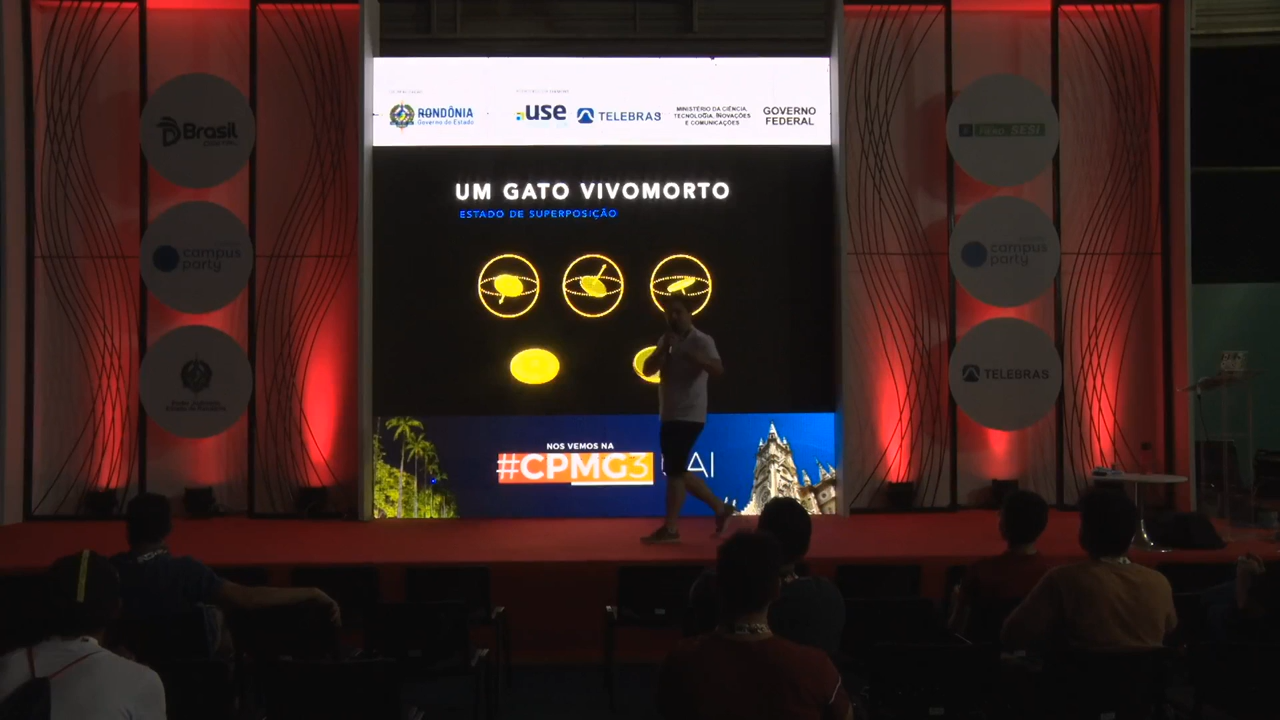 RONDÔNIA
Governo do Estado
use
TELEBRAS
MINISTÉRIO DA CIÊNCIA,
TECNOLOGIA, INOVAÇÕES
E COMUNICAÇÕES
GOVERNO
FEDERAL
UM GATO VIVOMORTO
ESTADO DE SUPERPOSIÇÃO
NOS VEMOS NA
#CPMG3
AI
Brasil
campus
party
SESI
campus
party
TELEBRAS